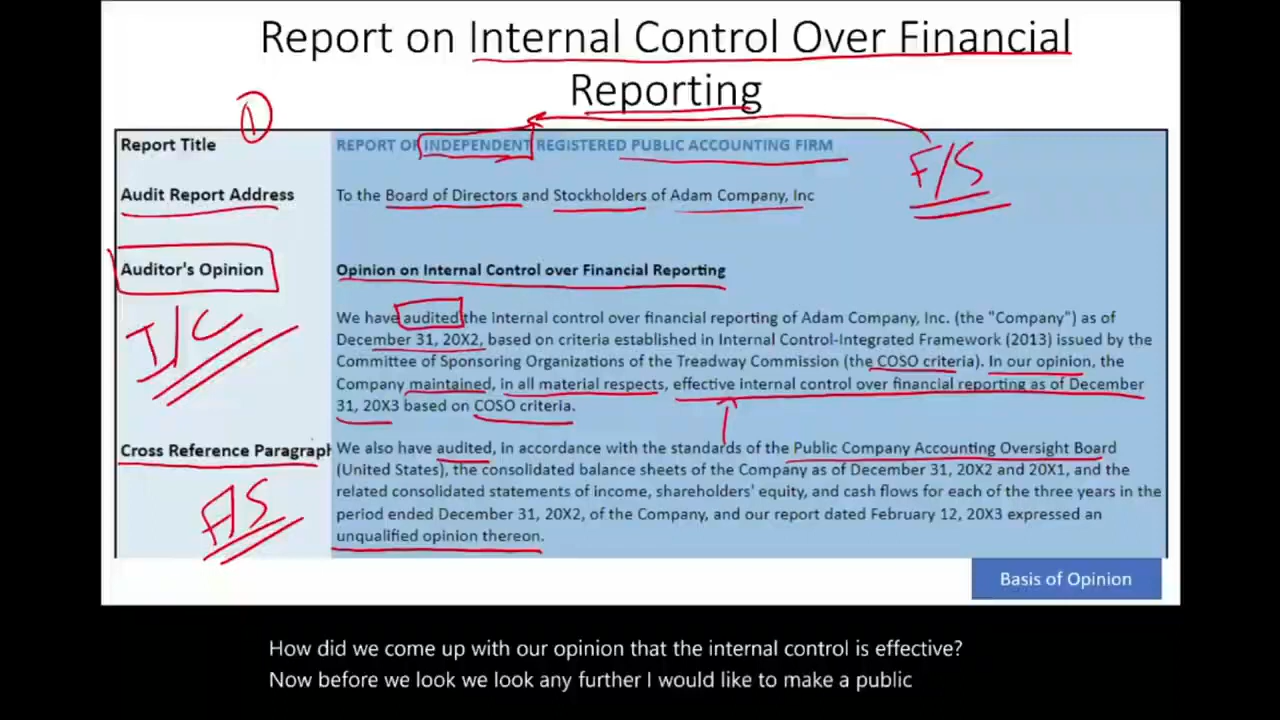 Report on Internal Control Over Financial
Reporting
①
Report Title
REPORT OF INDEPENDENT REGISTERED PUBLIC ACCOUNTING FIRM
F/S
Audit Report Address
To the Board of Directors and Stockholders of Adam Company, Inc
Auditor's Opinion
Opinion on Internal Control over Financial Reporting
I/C
We have audited the Internal control over financial reporting of Adam Company, Inc. (the "Company") as of
December 31, 20X2, based on criteria established in Internal Control-Integrated Framework (2013) issued by the
Committee of Sponsoring Organizations of the Treadway Commission (the COSO criteria). In our opinion, the
Company maintained, in all material respects, effective internal control over financial reporting as of December
31, 20X3 based on COSO criteria.
Cross Reference Paragraph
We also have audited, in accordance with the standards of the Public Company Accounting Oversight Board
(United States), the consolidated balance sheets of the Company as of December 31, 20X2 and 20X1, and the
related consolidated statements of income, shareholders' equity, and cash flows for each of the three years in the
period ended December 31, 20X2, of the Company, and our report dated February 12, 20X3 expressed an
unqualified opinion thereon.
F/S
Basis of Opinion
How did we come up with our opinion that the internal control is effective?
Now before we look we look any further I would like to make a public